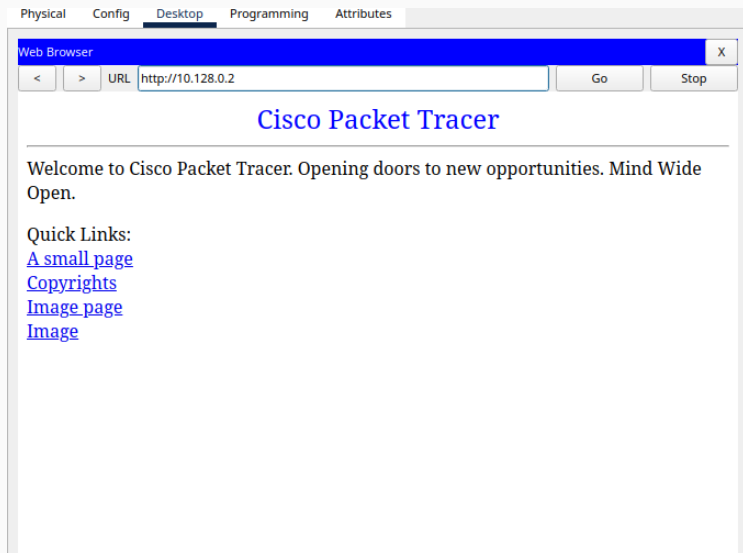 Physical Config Desktop Programming Attributes
Web Browser X
< > URL http://10.128.0.2 Go Stop
Cisco Packet Tracer
Welcome to Cisco Packet Tracer. Opening doors to new opportunities. Mind Wide
Open.
Quick Links:
A small page
Copyrights
Image page
Image